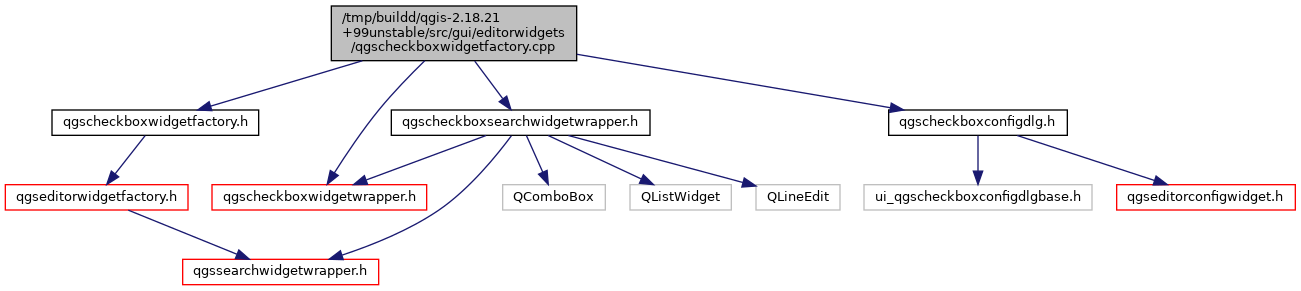 /tmp/buildd/qgis-2.18.21
+99unstable/src/gui/editorwidgets
/qgscheckboxwidgetfactory.cpp
qgscheckboxwidgetfactory.h
qgscheckboxsearchwidgetwrapper.h
qgscheckboxconfigdlg.h
qgseditorwidgetfactory.h
qgscheckboxwidgetwrapper.h
QComboBox
QListWidget
QLineEdit
ui_qgscheckboxconfigdlgbase.h
qgseditorconfigwidget.h
qgssearchwidgetwrapper.h